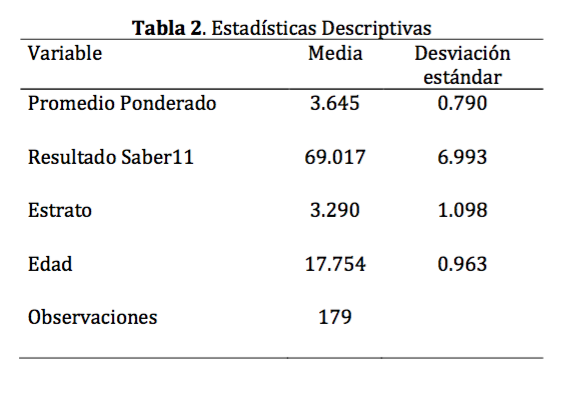 Tabla 2. Estadísticas Descriptivas
Variable Media Desviación
estándar
Promedio Ponderado 3.645 0.790
Resultado Saber11 69.017 6.993
Estrato 3.290 1.098
Edad 17.754 0.963
Observaciones 179